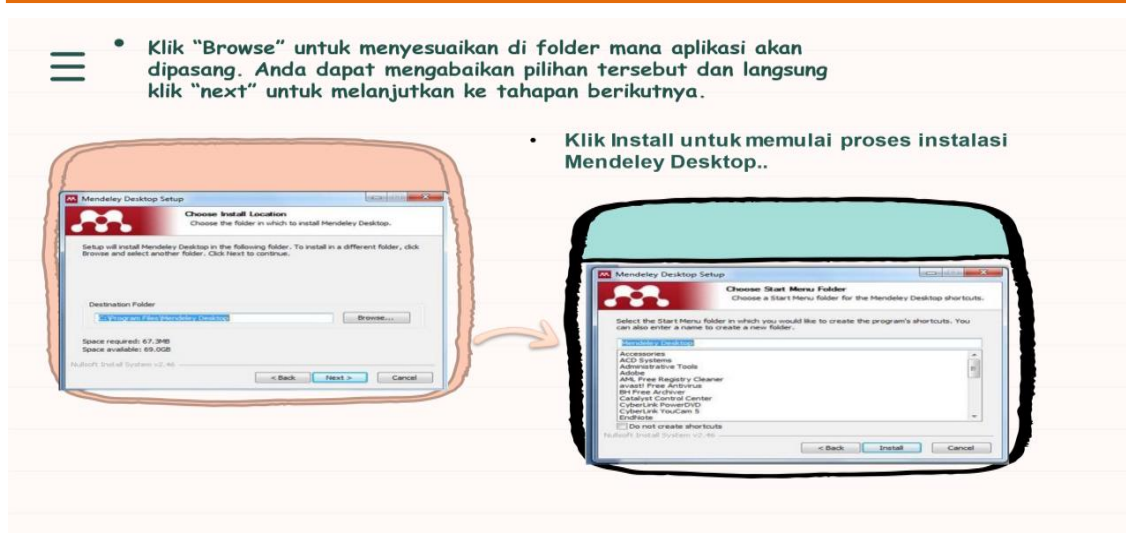 • Klik “Browse” untuk menyesuaikan di folder mana aplikasi akan
dipasang. Anda dapat mengabaikan pilihan tersebut dan langsung
klik “next” untuk melanjutkan ke tahapan berikutnya.
• Klik Install untuk memulai proses instalasi
Mendeley Desktop..
Mendeley Desktop Setup
Choose Install Location
Choose the folder in which to install Mendeley Desktop.
Setup will install Mendeley Desktop in the following folder. To install in a different folder, click
Browse and select another folder. Click Next to continue.
Destination Folder
C:\Program Files\Mendeley Desktop
Browse...
Space required: 67.3MB
Space available: 69.0GB
Nullsoft Install System v2.46
< Back
Next >
Cancel
Mendeley Desktop Setup
Choose Start Menu Folder
Choose a Start Menu folder for the Mendeley Desktop shortcuts.
Select the Start Menu folder in which you would like to create the program's shortcuts. You
can also enter a name to create a new folder.
Mendeley Desktop
Accessories
ACD Systems
Administrative Tools
Adobe
AML Free Registry Cleaner
avast! Free Antivirus
BH Free Archiver
Catalyst Control Center
CyberLink PowerDVD
CyberLink YouCam 5
EndNote
Do not create shortcuts
Nullsoft Install System v2.46
< Back
Install
Cancel